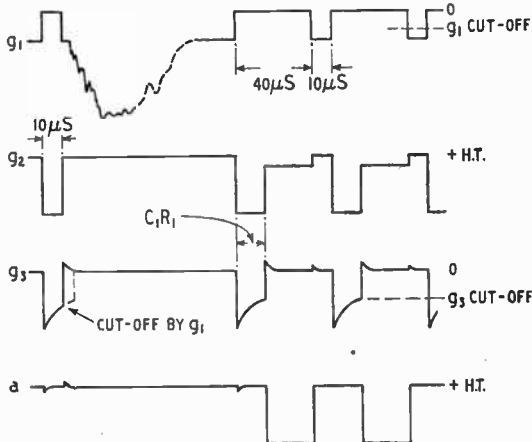 g₁
0
g₁ CUT-OFF
40μS
10μS
10μS
g₂
+ H.T.
C₁R₁
g₃
0
g₃ CUT-OFF
CUT-OFF BY g₁
a
+ H.T.